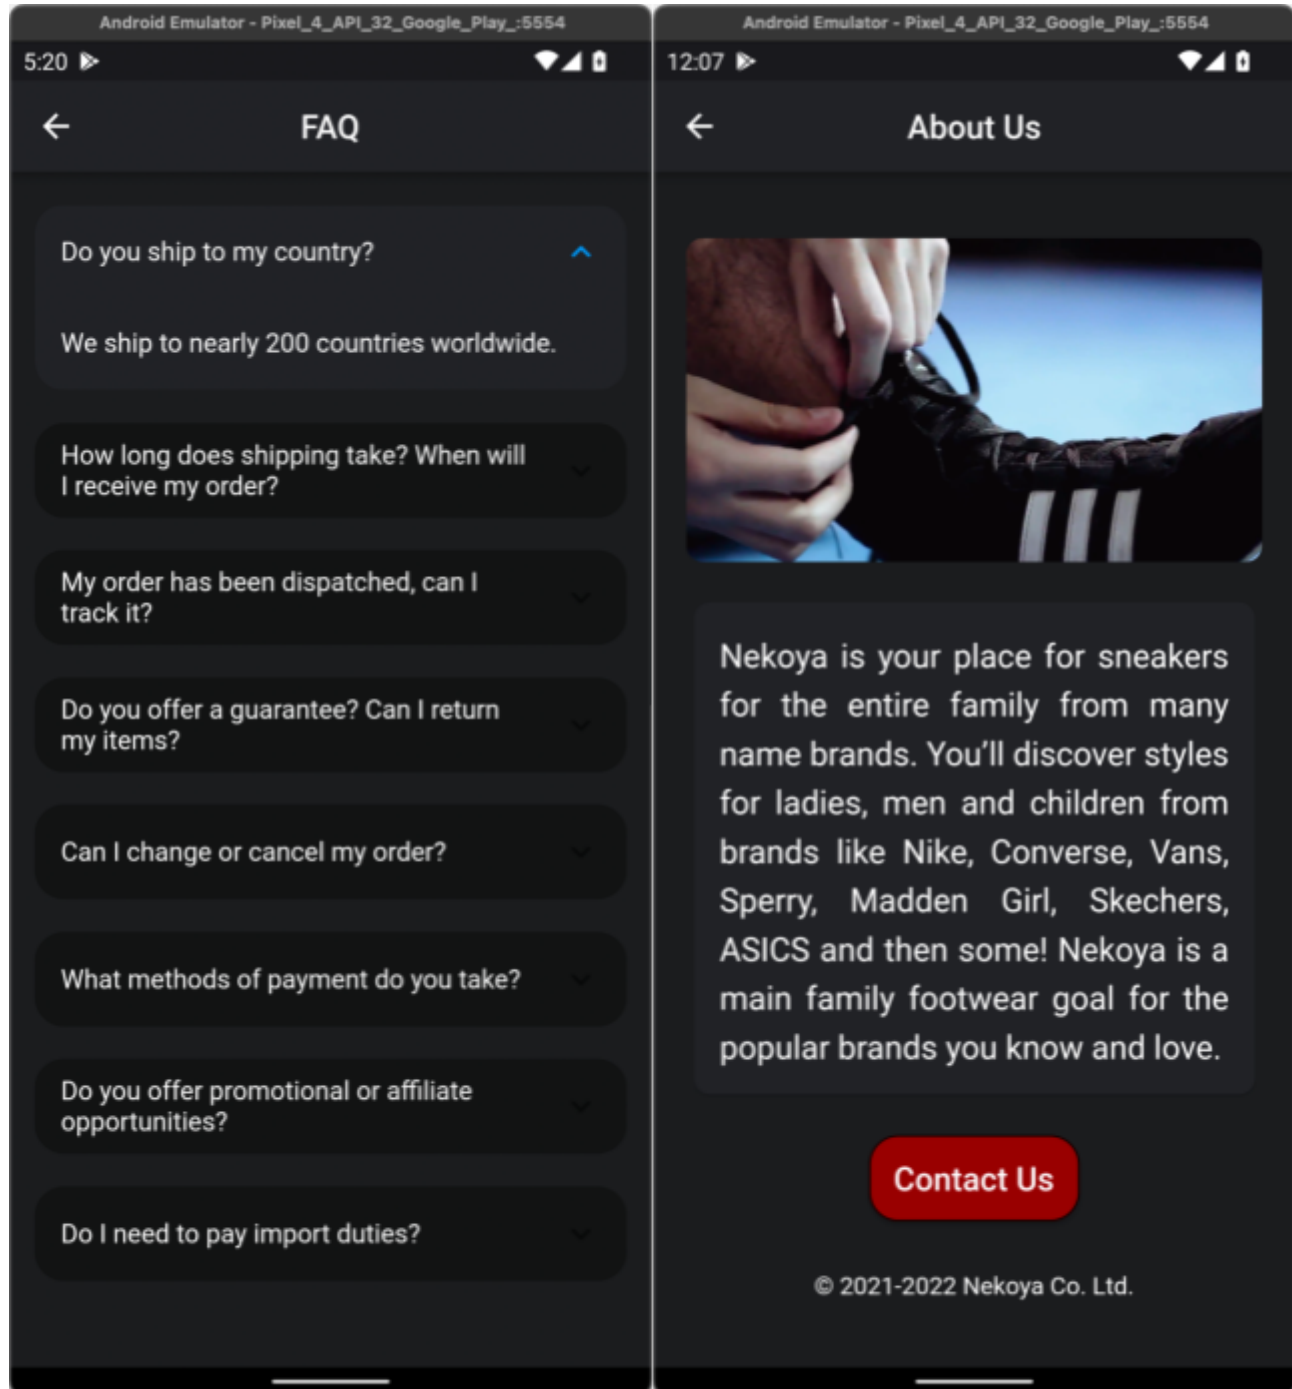 Android Emulator - Pixel_4_API_32_Google_Play_:5554
5:20
FAQ
Do you ship to my country?
We ship to nearly 200 countries worldwide.
How long does shipping take? When will
I receive my order?
My order has been dispatched, can I
track it?
Do you offer a guarantee? Can I return
my items?
Can I change or cancel my order?
What methods of payment do you take?
Do you offer promotional or affiliate
opportunities?
Do I need to pay import duties?
Android Emulator - Pixel_4_API_32_Google_Play_:5554
12:07
About Us
Nekoya is your place for sneakers
for the entire family from many
name brands. You’ll discover styles
for ladies, men and children from
brands like Nike, Converse, Vans,
Sperry, Madden Girl, Skechers,
ASICS and then some! Nekoya is a
main family footwear goal for the
popular brands you know and love.
Contact Us
© 2021-2022 Nekoya Co. Ltd.